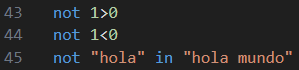 43 not 1>0
44 not 1<0
45 not "hola" in "hola mundo"